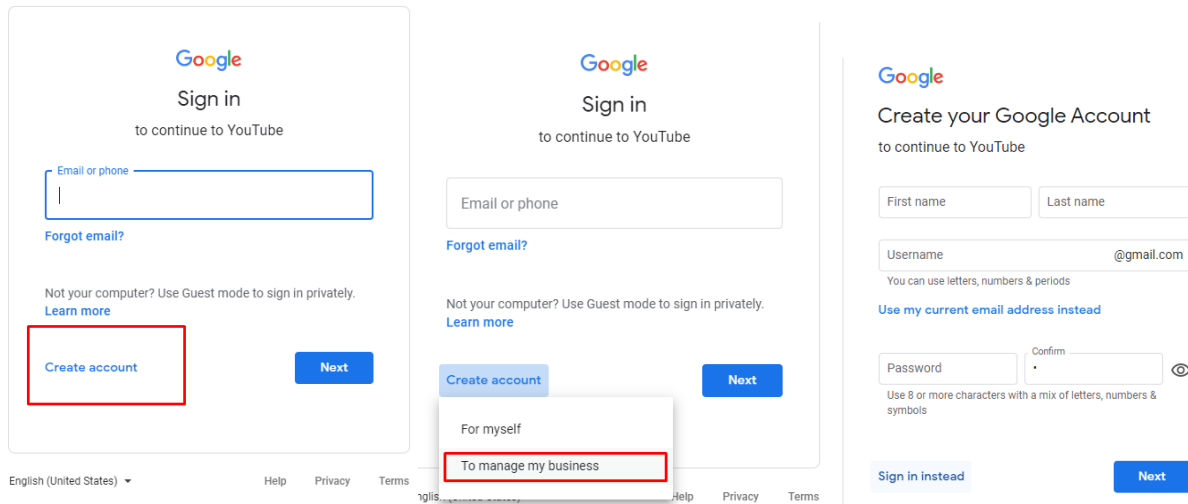 Google
Sign in
to continue to YouTube
Email or phone
Forgot email?
Not your computer? Use Guest mode to sign in privately.
Learn more
Create account
Next
English (United States)
Help
Privacy
Terms
Google
Sign in
to continue to YouTube
Email or phone
Forgot email?
Not your computer? Use Guest mode to sign in privately.
Learn more
Create account
Next
For myself
To manage my business
Help
Privacy
Terms
Google
Create your Google Account
to continue to YouTube
First name
Last name
Username
@gmail.com
You can use letters, numbers & periods
Use my current email address instead
Password
Confirm
Use 8 or more characters with a mix of letters, numbers &
symbols
Sign in instead
Next